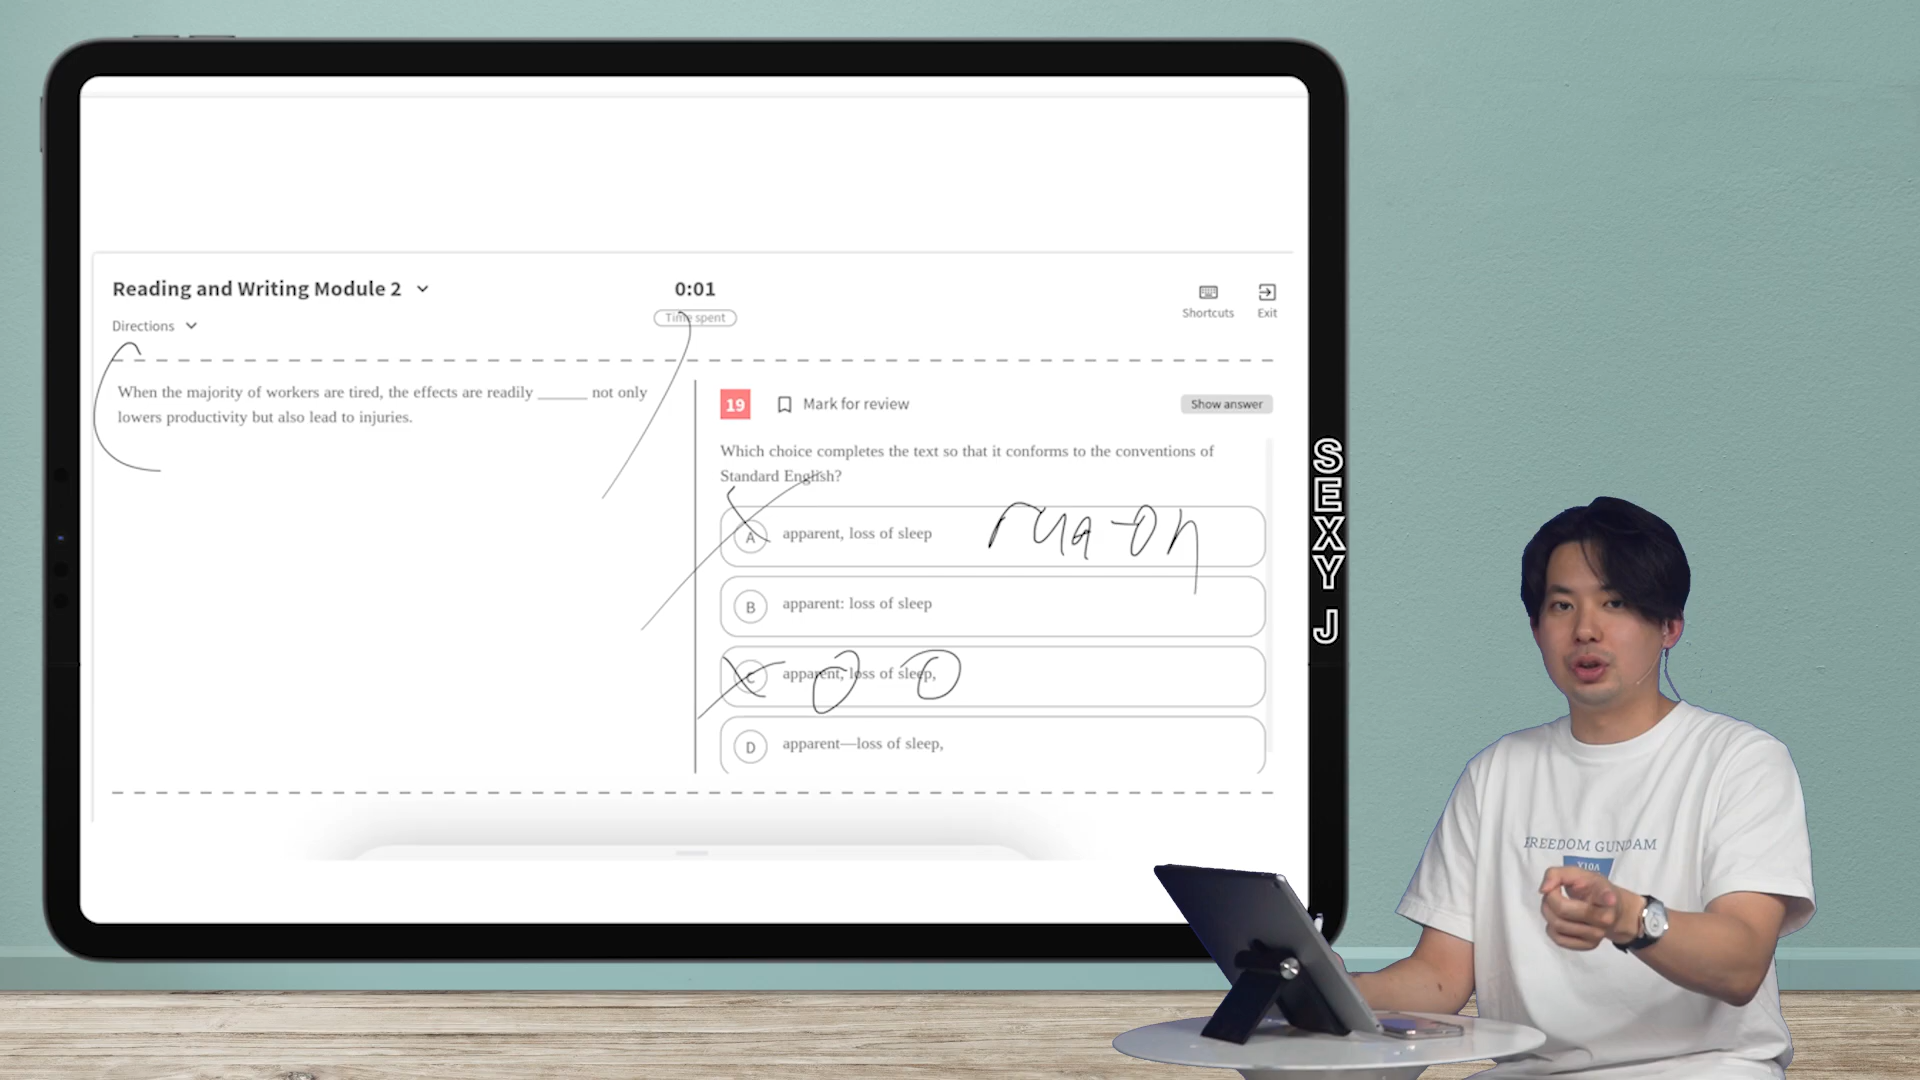 Reading and Writing Module 2
0:01
Time spent
Shortcuts
Exit
Directions
When the majority of workers are tired, the effects are readily ______ not only
lowers productivity but also lead to injuries.
19
Mark for review
Show answer
Which choice completes the text so that it conforms to the conventions of
Standard English?
A apparent, loss of sleep
run-on
B apparent: loss of sleep
C apparent, loss of sleep,
D apparent—loss of sleep,
SEXY J
FREEDOM GUNDAM
X10A